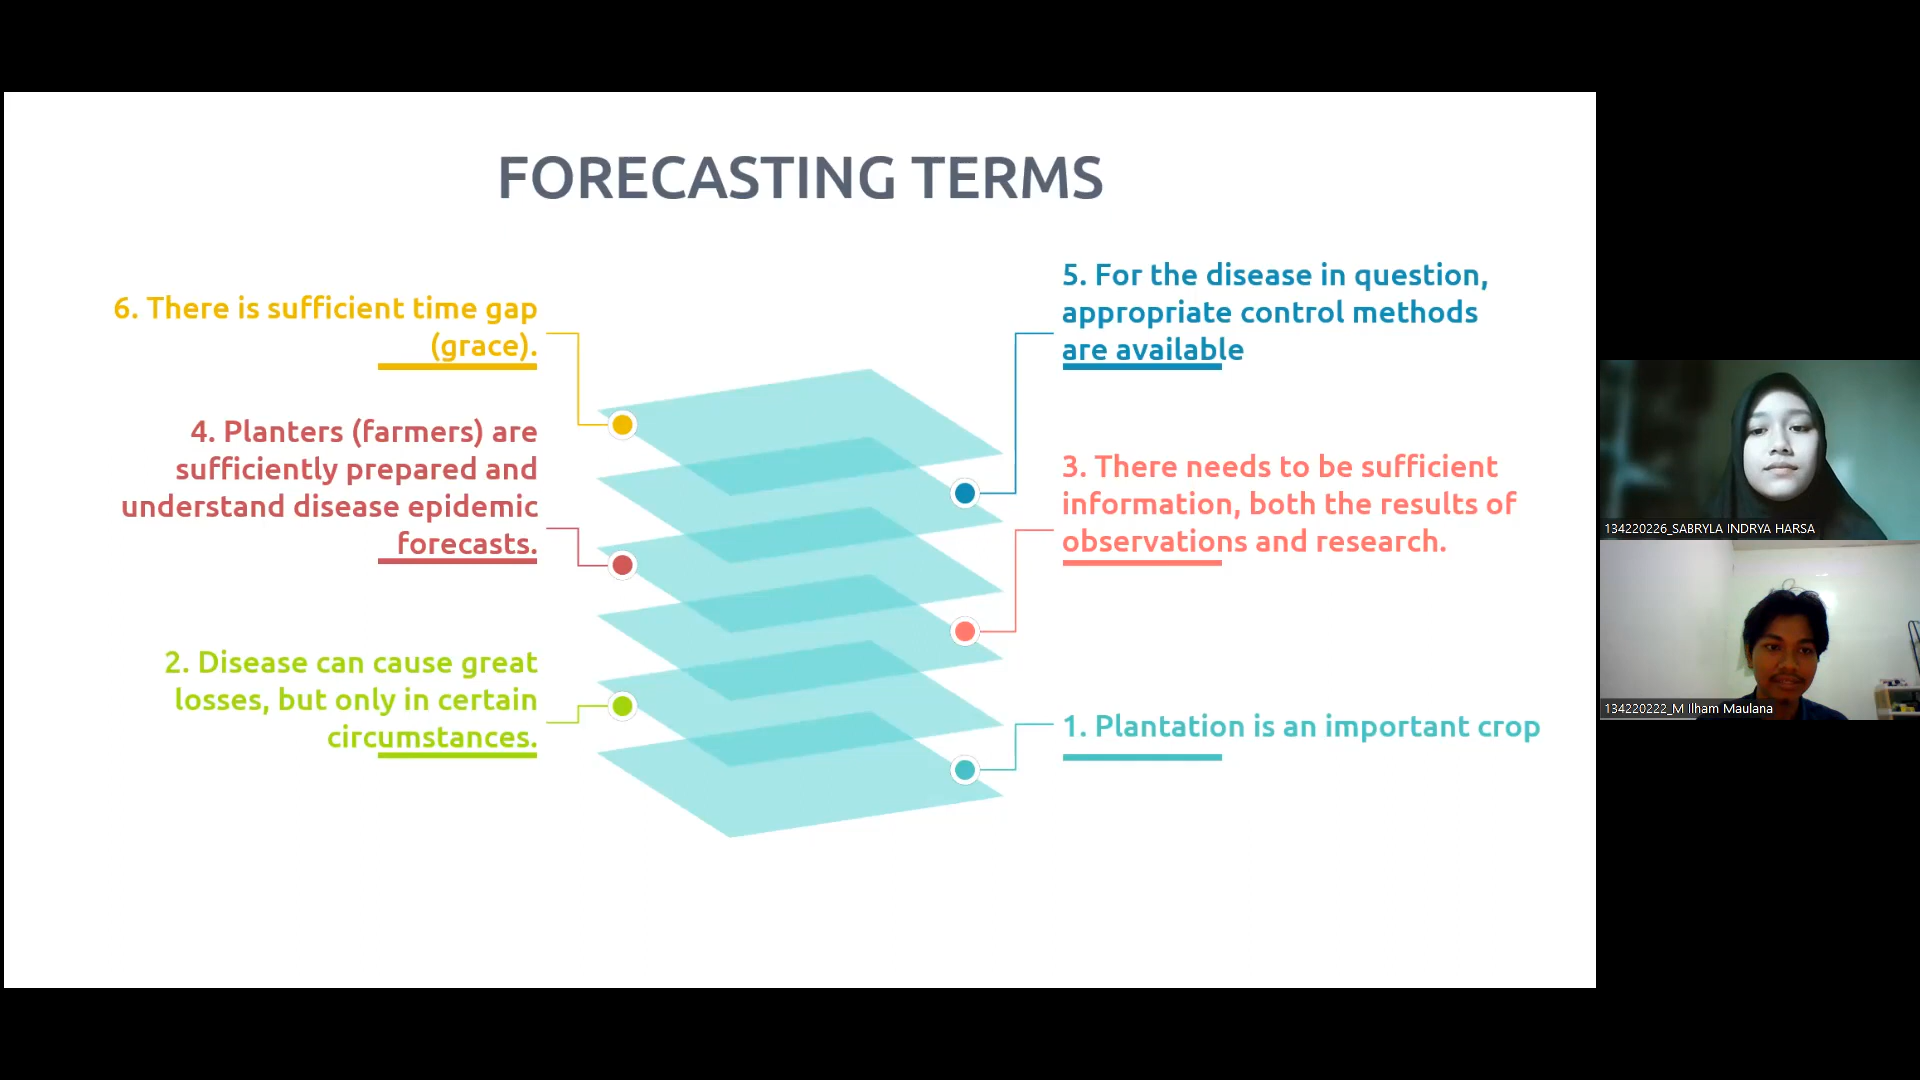 FORECASTING TERMS
6. There is sufficient time gap
(grace).
4. Planters (farmers) are
sufficiently prepared and
understand disease epidemic
forecasts.
2. Disease can cause great
losses, but only in certain
circumstances.
5. For the disease in question,
appropriate control methods
are available
3. There needs to be sufficient
information, both the results of
observations and research.
1. Plantation is an important crop
134220226_SABRYLA INDRYA HARSA
134220222_M Ilham Maulana